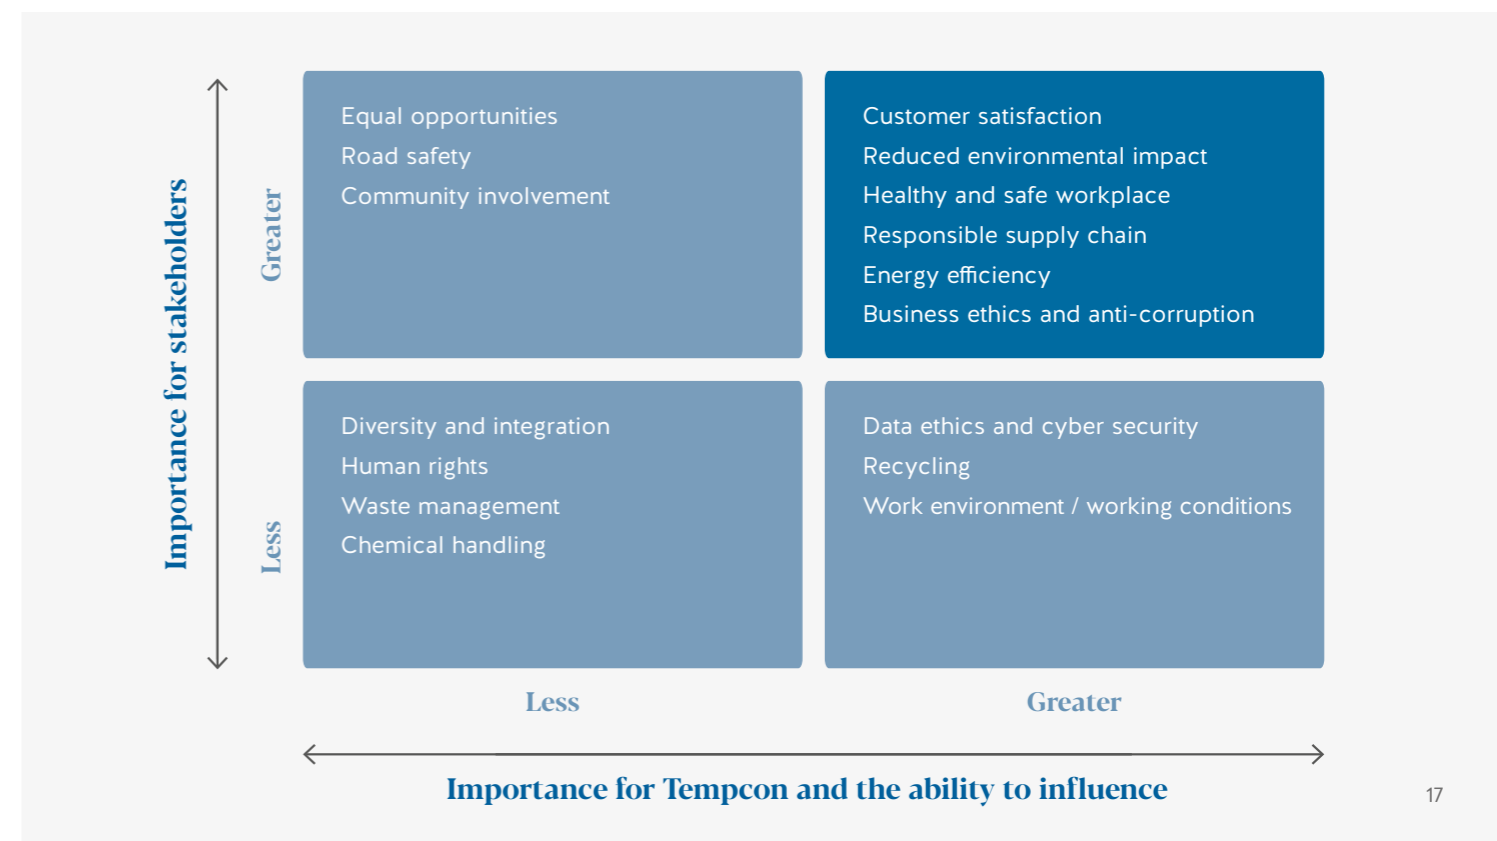 Importance for stakeholders
Greater
Equal opportunities
Road safety
Community involvement
Customer satisfaction
Reduced environmental impact
Healthy and safe workplace
Responsible supply chain
Energy efficiency
Business ethics and anti-corruption
Less
Diversity and integration
Human rights
Waste management
Chemical handling
Data ethics and cyber security
Recycling
Work environment / working conditions
Less
Greater
Importance for Tempcon and the ability to influence
17